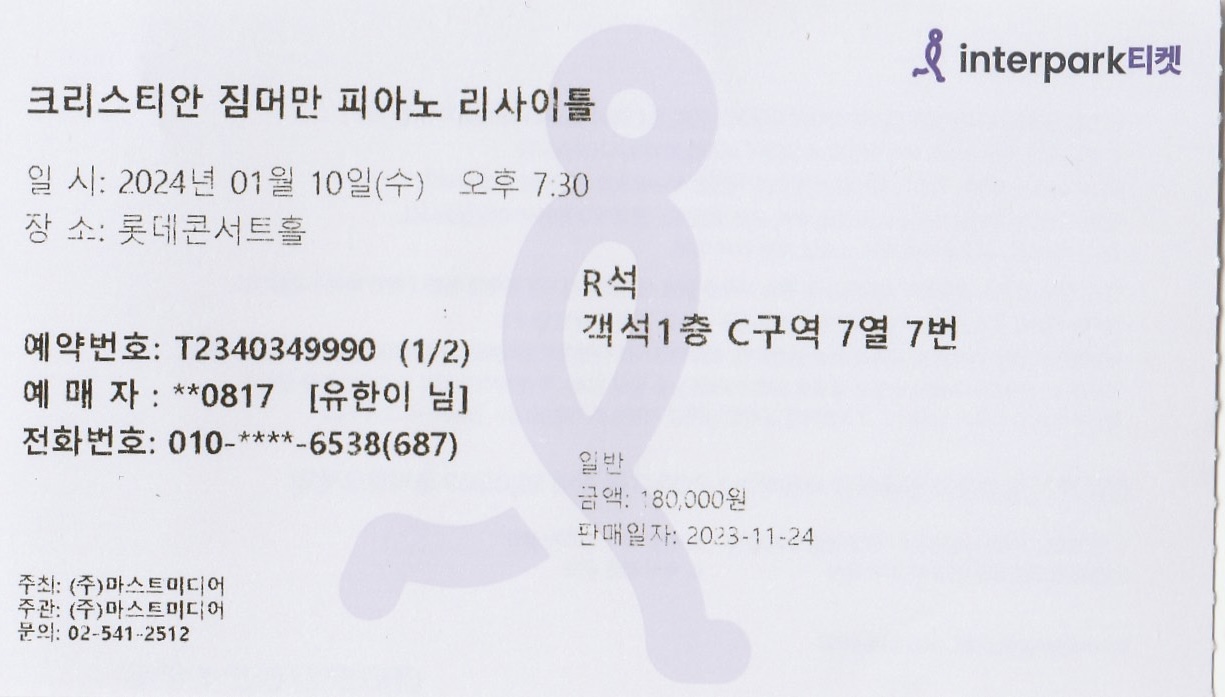 interpark티켓
크리스티안 짐머만 피아노 리사이틀
일 시: 2024년 01월 10일(수) 오후 7:30
장 소: 롯데콘서트홀
R석
객석1층 C구역 7열 7번
예약번호: T2340349990 (1/2)
예 매 자 : **0817 [유한이 님]
전화번호: 010-****-6538(687)
일반
금액: 180,000원
판매일자: 2023-11-24
주최: (주)마스트미디어
주관: (주)마스트미디어
문의: 02-541-2512